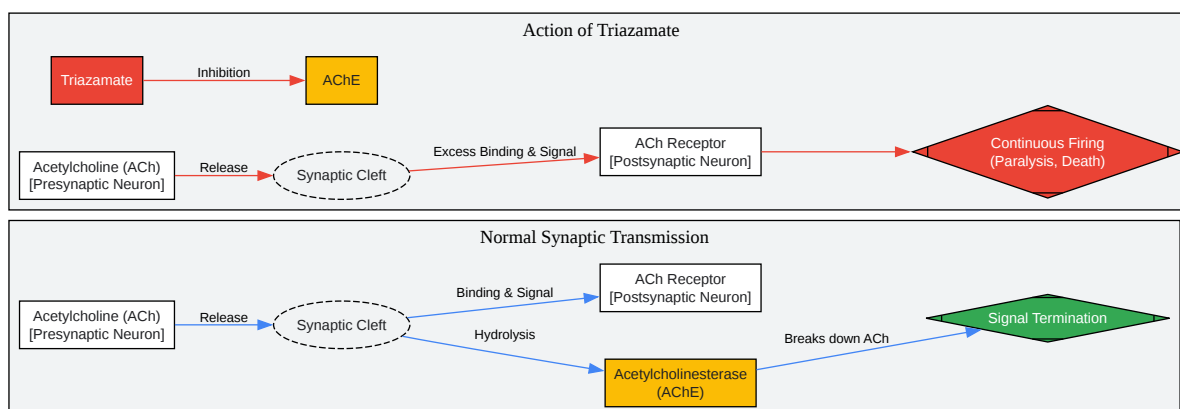 Action of Triazamate
Triazamate
Inhibition
AChE
Acetylcholine (ACh)
[Presynaptic Neuron]
Release
Synaptic Cleft
Excess Binding & Signal
ACh Receptor
[Postsynaptic Neuron]
Continuous Firing
(Paralysis, Death)
Normal Synaptic Transmission
Acetylcholine (ACh)
[Presynaptic Neuron]
Release
Synaptic Cleft
Binding & Signal
ACh Receptor
[Postsynaptic Neuron]
Hydrolysis
Acetylcholinesterase
(AChE)
Breaks down ACh
Signal Termination